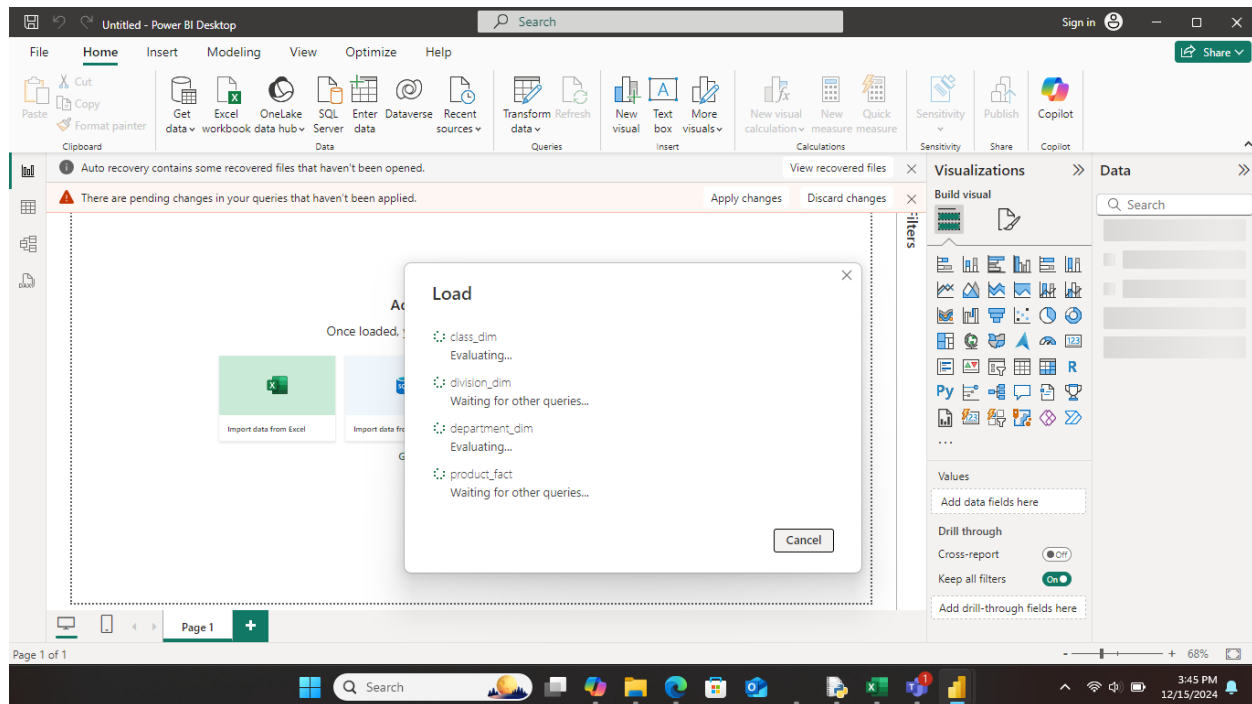 Untitled - Power BI Desktop
Search
Sign in
File Home Insert Modeling View Optimize Help
Share
Paste
Cut
Copy
Format painter
Clipboard
Get data
Excel workbook
OneLake data hub
SQL Server
Enter data
Dataverse
Recent sources
Data
Transform data
Refresh
Queries
New visual
Text box
More visuals
Insert
New visual calculation
New measure
Quick measure
Calculations
Sensitivity
Sensitivity
Publish
Share
Copilot
Copilot
Auto recovery contains some recovered files that haven't been opened.
View recovered files
There are pending changes in your queries that haven't been applied.
Apply changes
Discard changes
Once loaded,
Import data from Excel
Load
class_dim
Evaluating...
division_dim
Waiting for other queries...
department_dim
Evaluating...
product_fact
Waiting for other queries...
Cancel
Filters
Visualizations
Build visual
123
R
Py
123
...
Values
Add data fields here
Drill through
Cross-report
Off
Keep all filters
On
Add drill-through fields here
Data
Search
Page 1
Page 1 of 1
- + 68%
Search
3:45 PM
12/15/2024